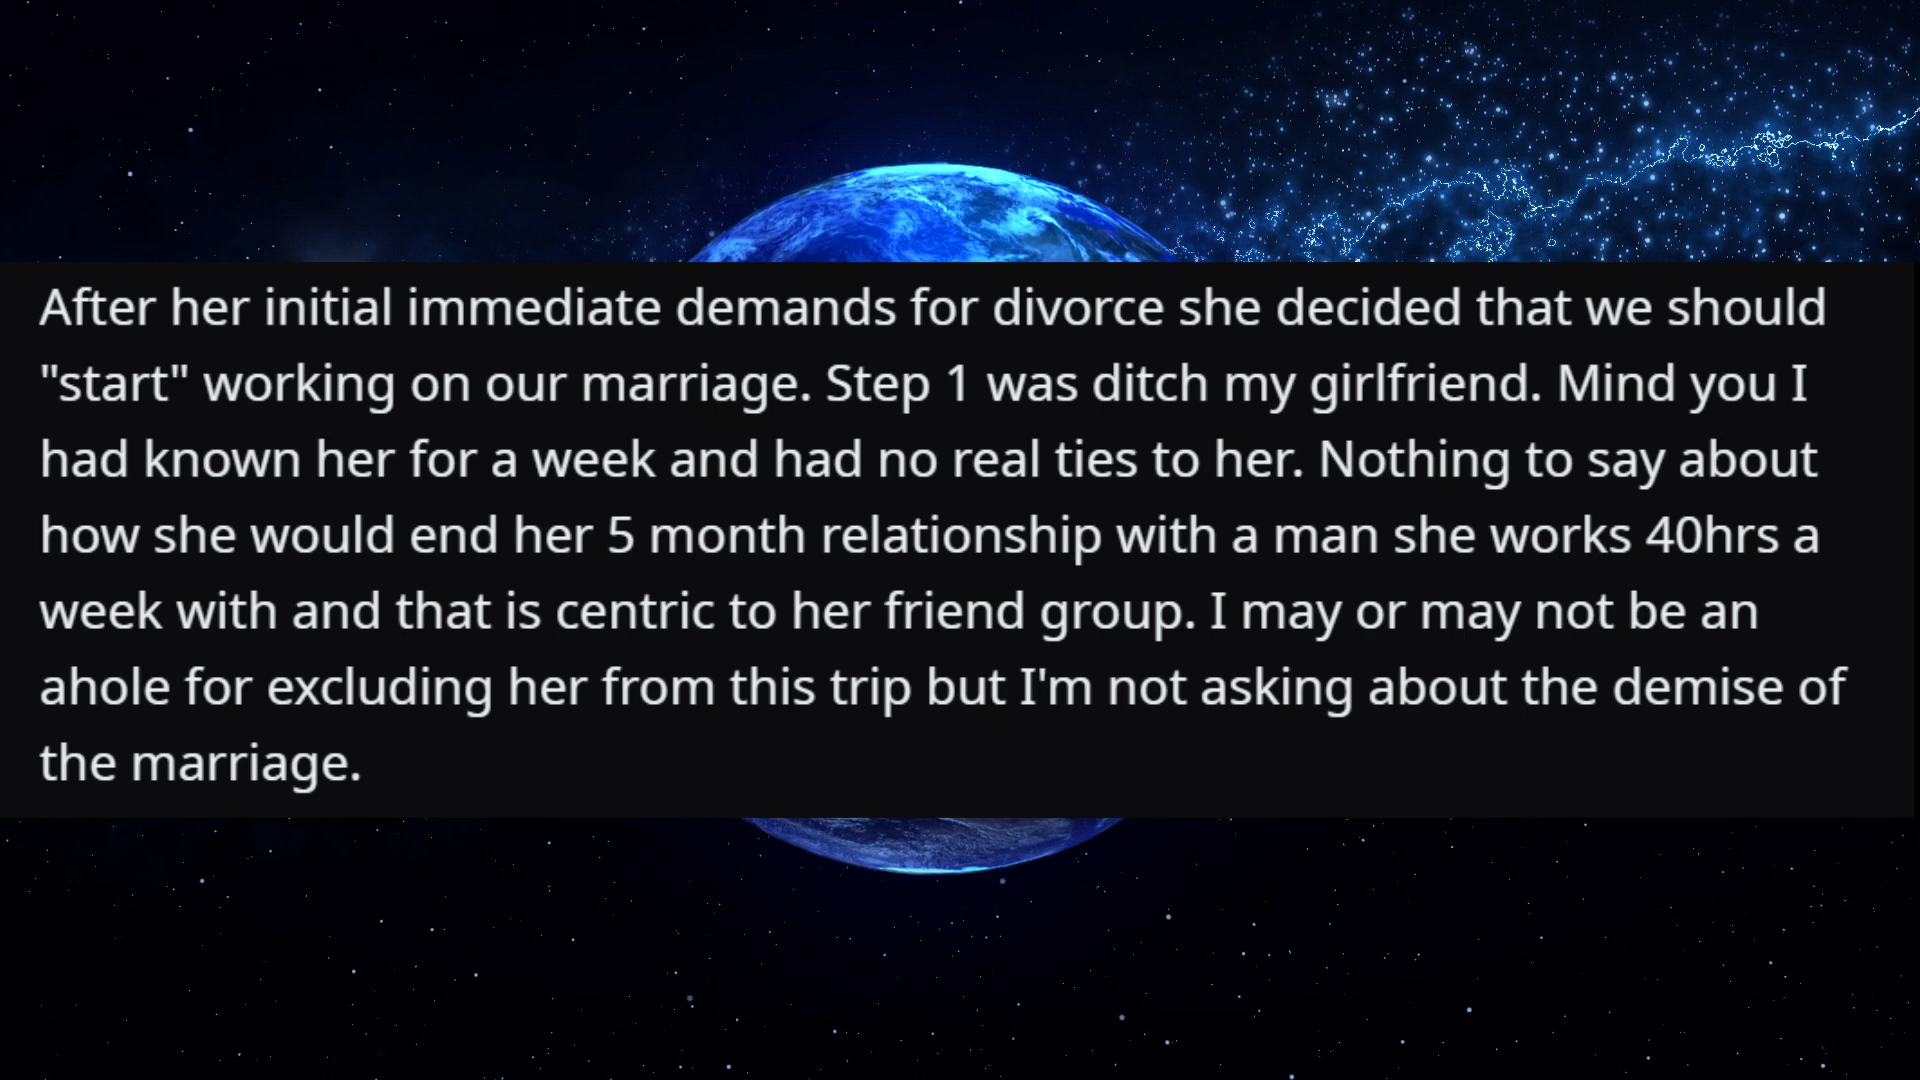 After her initial immediate demands for divorce she decided that we should
"start" working on our marriage. Step 1 was ditch my girlfriend. Mind you I
had known her for a week and had no real ties to her. Nothing to say about
how she would end her 5 month relationship with a man she works 40hrs a
week with and that is centric to her friend group. I may or may not be an
ahole for excluding her from this trip but I'm not asking about the demise of
the marriage.